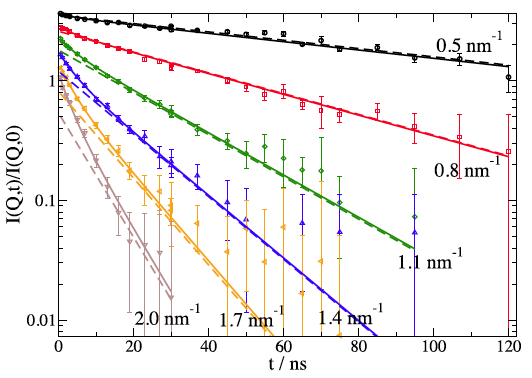 1
0.1
0.01
I(Q,t)/I(Q,0)
0.5 nm⁻¹
0.8 nm⁻¹
1.1 nm⁻¹
2.0 nm⁻¹
1.7 nm⁻¹
1.4 nm⁻¹
0 20 40 60 80 100 120
t / ns